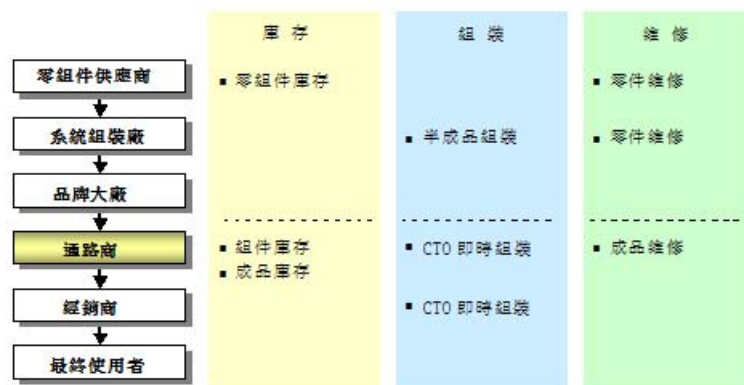 庫 存
組 裝
維 修
零組件供應商
▪ 零組件庫存
▪ 零件維修
系統組裝廠
▪ 半成品組裝
▪ 零件維修
品牌大廠
通路商
▪ 組件庫存
▪ 成品庫存
▪ CTO 即時組裝
▪ 成品維修
經銷商
▪ CTO 即時組裝
最終使用者